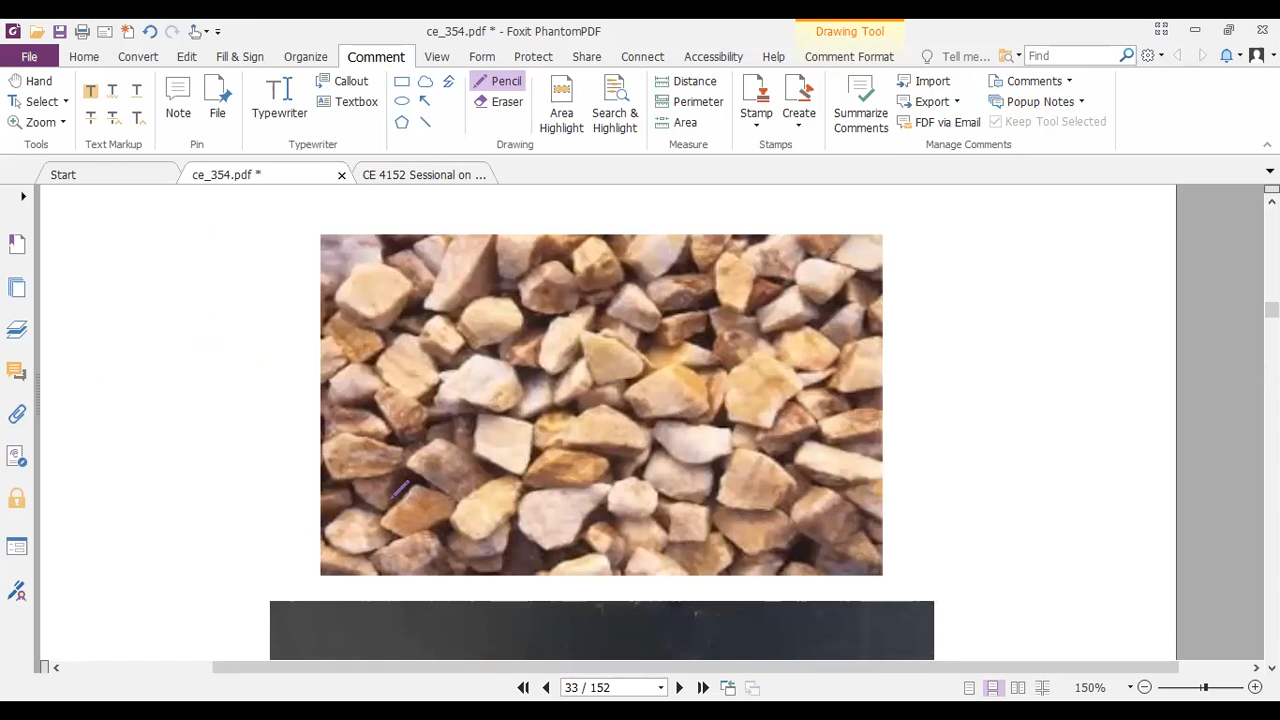 ce_354.pdf * - Foxit PhantomPDF
Drawing Tool
File Home Convert Edit Fill & Sign Organize Comment View Form Protect Share Connect Accessibility Help Comment Format Tell me... Find
Hand
Select
Zoom
Tools
T T T
T T T
Text Markup
Note
File
Pin
Typewriter
Callout
Textbox
Typewriter
Pencil
Eraser
Area Highlight
Search & Highlight
Drawing
Distance
Perimeter
Area
Measure
Stamp
Create
Stamps
Summarize Comments
Import
Export
FDF via Email
Comments
Popup Notes
Keep Tool Selected
Manage Comments
Start
ce_354.pdf *
CE 4152 Sessional on ...
33 / 152
150%